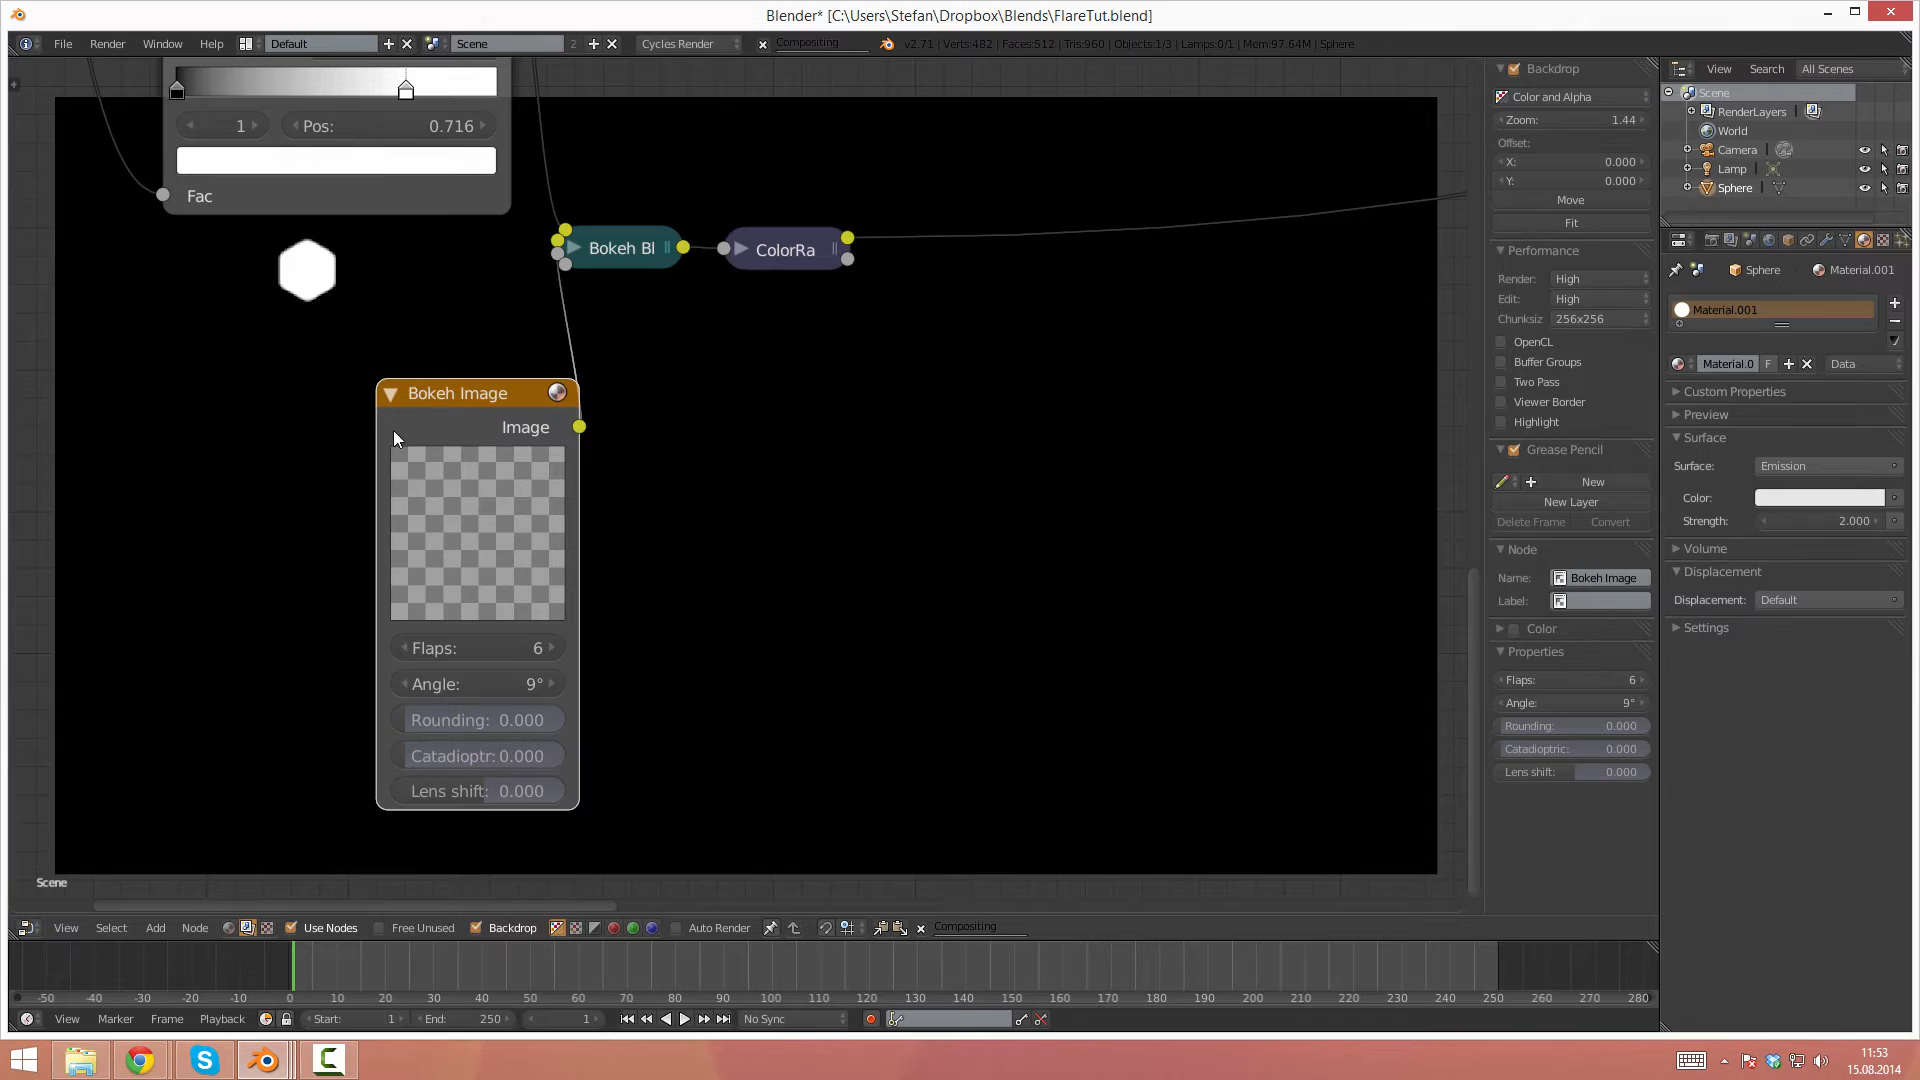 Blender* [C:\Users\Stefan\Dropbox\Blends\FlareTut.blend]
File Render Window Help Default Scene 2 Cycles Render Compositing v2.71 | Verts:482 | Faces:512 | Tris:960 | Objects:1/3 | Lamps:0/1 | Mem:97.64M | Sphere
View Search All Scenes
Backdrop
Color and Alpha
Zoom: 1.44
Offset:
X: 0.000
Y: 0.000
Move
Fit
Performance
Render: High
Edit: High
Chunksiz 256x256
OpenCL
Buffer Groups
Two Pass
Viewer Border
Highlight
Grease Pencil
New
New Layer
Delete Frame Convert
Node
Name: Bokeh Image
Label:
Color
Properties
Flaps: 6
Angle: 9°
Rounding: 0.000
Catadioptric: 0.000
Lens shift: 0.000
Scene
RenderLayers
World
Camera
Lamp
Sphere
Sphere Material.001
Material.001
Material.0 F Data
Custom Properties
Preview
Surface
Surface: Emission
Color:
Strength: 2.000
Volume
Displacement
Displacement: Default
Settings
1 Pos: 0.716
Fac
Bokeh Bl
ColorRa
Bokeh Image
Image
Flaps: 6
Angle: 9°
Rounding: 0.000
Catadioptr: 0.000
Lens shift: 0.000
Scene
View Select Add Node Use Nodes Free Unused Backdrop Auto Render Compositing
-50 -40 -30 -20 -10 0 10 20 30 40 50 60 70 80 90 100 110 120 130 140 150 160 170 180 190 200 210 220 230 240 250 260 270 280
View Marker Frame Playback Start: 1 End: 250 1 No Sync
11:53
15.08.2014